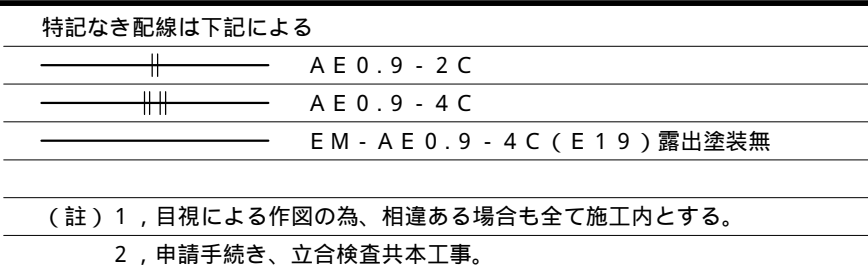 特記なき配線は下記による
AE0.9-2C
AE0.9-4C
EM-AE0.9-4C(E19)露出塗装無
(註)1,目視による作図の為、相違ある場合も全て施工内とする。
2,申請手続き、立合検査共本工事。